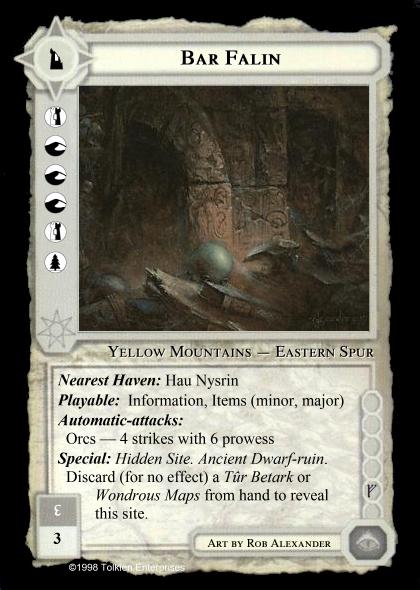 Bar Falin
Yellow Mountains — Eastern Spur
Nearest Haven: Hau Nysrin
Playable: Information, Items (minor, major)
Automatic-attacks:
Orcs — 4 strikes with 6 prowess
Special: Hidden Site. Ancient Dwarf-ruin.
Discard (for no effect) a Tûr Betark or
Wondrous Maps from hand to reveal
this site.
3
Art by Rob Alexander
©1998 Tolkien Enterprises